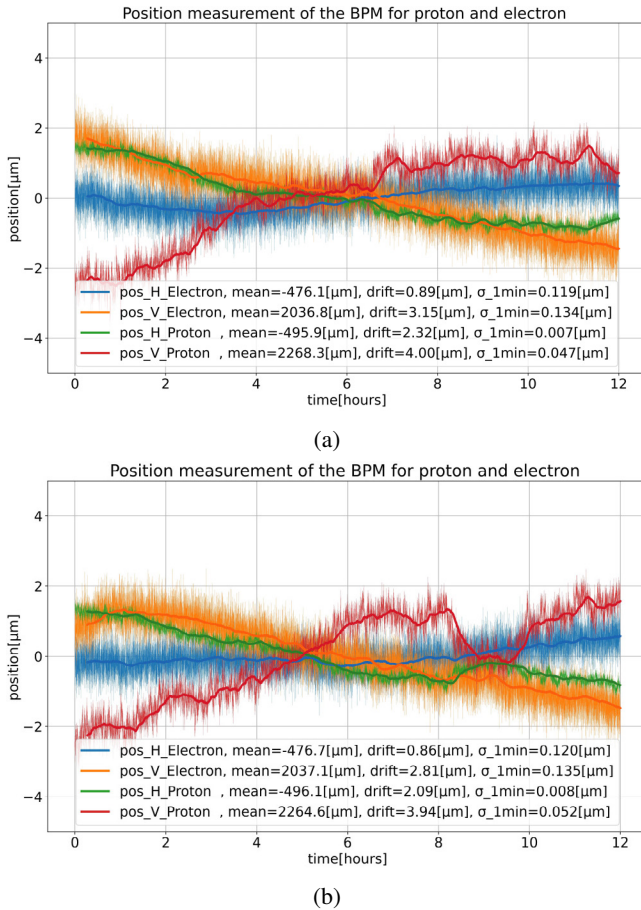 Position measurement of the BPM for proton and electron
4
2
0
−2
−4
position[μm]
pos_H_Electron, mean=-476.1[μm], drift=0.89[μm], σ_1min=0.119[μm]
pos_V_Electron, mean=2036.8[μm], drift=3.15[μm], σ_1min=0.134[μm]
pos_H_Proton , mean=-495.9[μm], drift=2.32[μm], σ_1min=0.007[μm]
pos_V_Proton , mean=2268.3[μm], drift=4.00[μm], σ_1min=0.047[μm]
0 2 4 6 8 10 12
time[hours]
(a)
Position measurement of the BPM for proton and electron
4
2
0
−2
−4
position[μm]
pos_H_Electron, mean=-476.7[μm], drift=0.86[μm], σ_1min=0.120[μm]
pos_V_Electron, mean=2037.1[μm], drift=2.81[μm], σ_1min=0.135[μm]
pos_H_Proton , mean=-496.1[μm], drift=2.09[μm], σ_1min=0.008[μm]
pos_V_Proton , mean=2264.6[μm], drift=3.94[μm], σ_1min=0.052[μm]
0 2 4 6 8 10 12
time[hours]
(b)